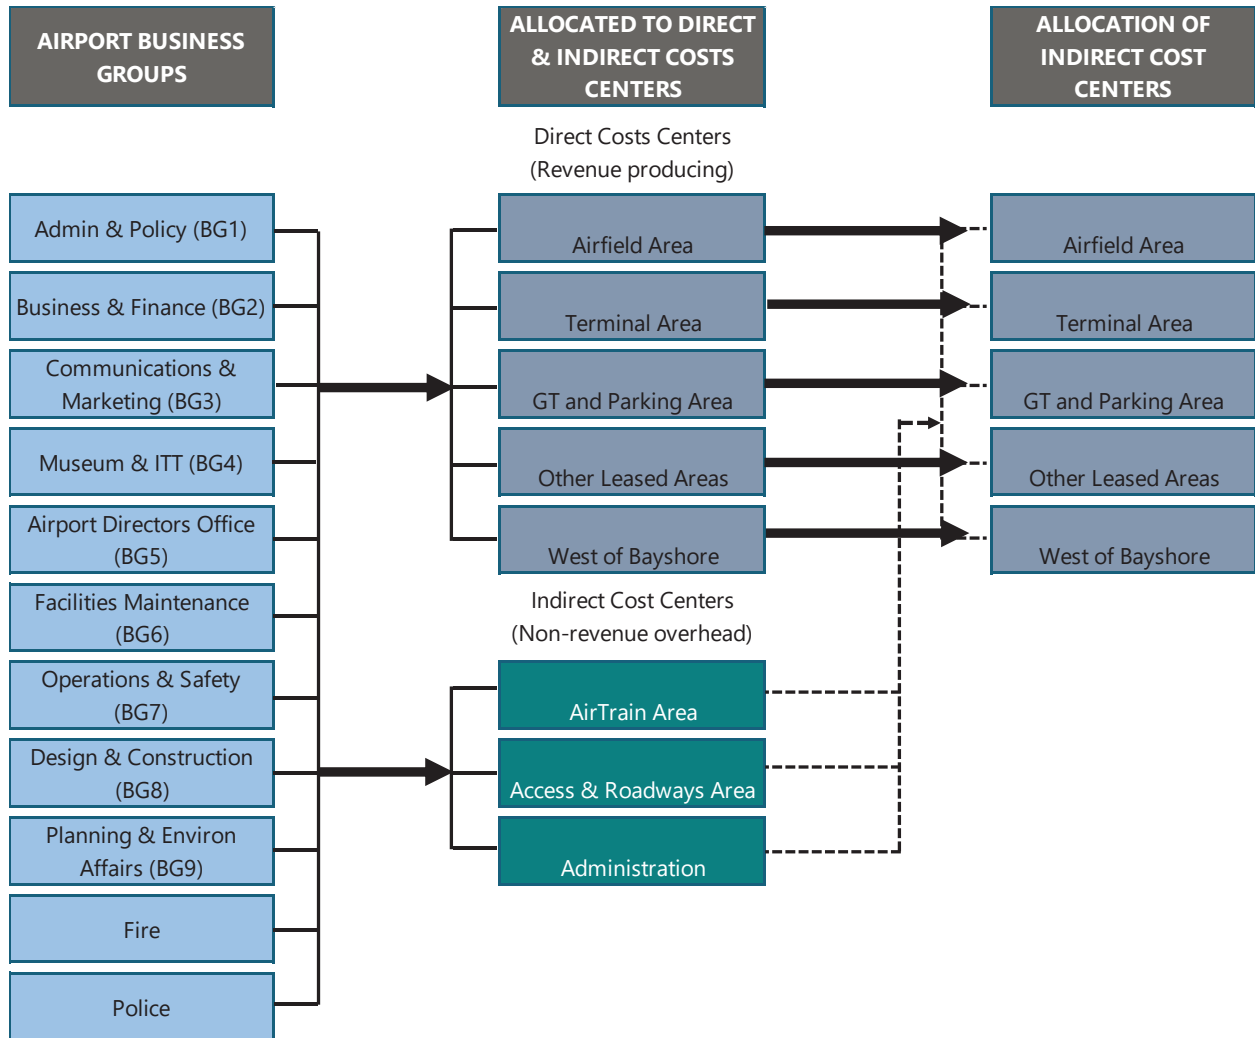 AIRPORT BUSINESS
GROUPS
ALLOCATED TO DIRECT
& INDIRECT COSTS
CENTERS
ALLOCATION OF
INDIRECT COST
CENTERS
Direct Costs Centers
(Revenue producing)
Admin & Policy (BG1)
Business & Finance (BG2)
Communications &
Marketing (BG3)
Museum & ITT (BG4)
Airport Directors Office
(BG5)
Facilities Maintenance
(BG6)
Operations & Safety
(BG7)
Design & Construction
(BG8)
Planning & Environ
Affairs (BG9)
Fire
Police
Airfield Area
Terminal Area
GT and Parking Area
Other Leased Areas
West of Bayshore
Indirect Cost Centers
(Non-revenue overhead)
AirTrain Area
Access & Roadways Area
Administration
Airfield Area
Terminal Area
GT and Parking Area
Other Leased Areas
West of Bayshore